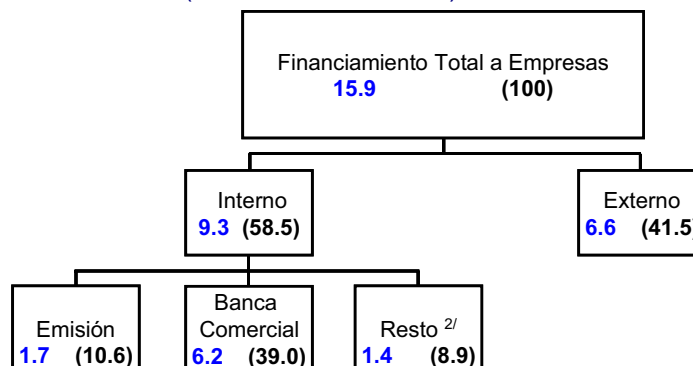 Financiamiento Total a Empresas
15.9 (100)
Interno
9.3 (58.5)
Externo
6.6 (41.5)
Emisión
1.7 (10.6)
Banca
Comercial
6.2 (39.0)
Resto 2/
1.4 (8.9)